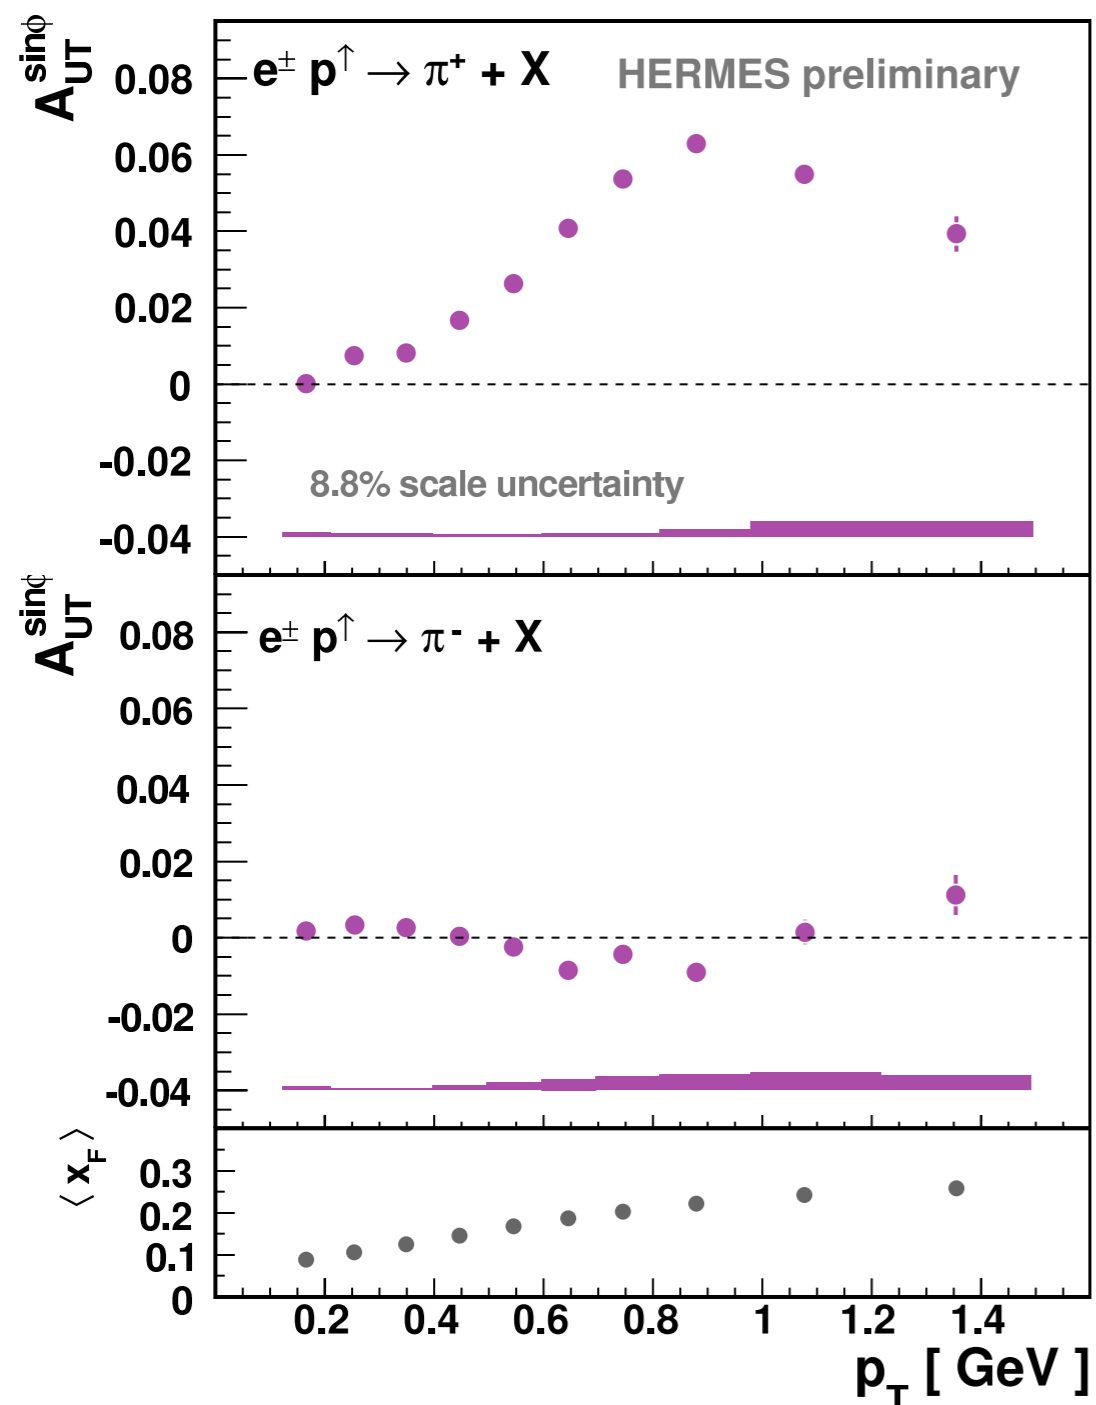 A_UT^sinϕ
e± p↑ → π+ + X
HERMES preliminary
0.08
0.06
0.04
0.02
0
-0.02
-0.04
8.8% scale uncertainty
A_UT^sinϕ
e± p↑ → π- + X
0.08
0.06
0.04
0.02
0
-0.02
-0.04
⟨x_F⟩
0.3
0.2
0.1
0
0.2 0.4 0.6 0.8 1 1.2 1.4
p_T [ GeV ]